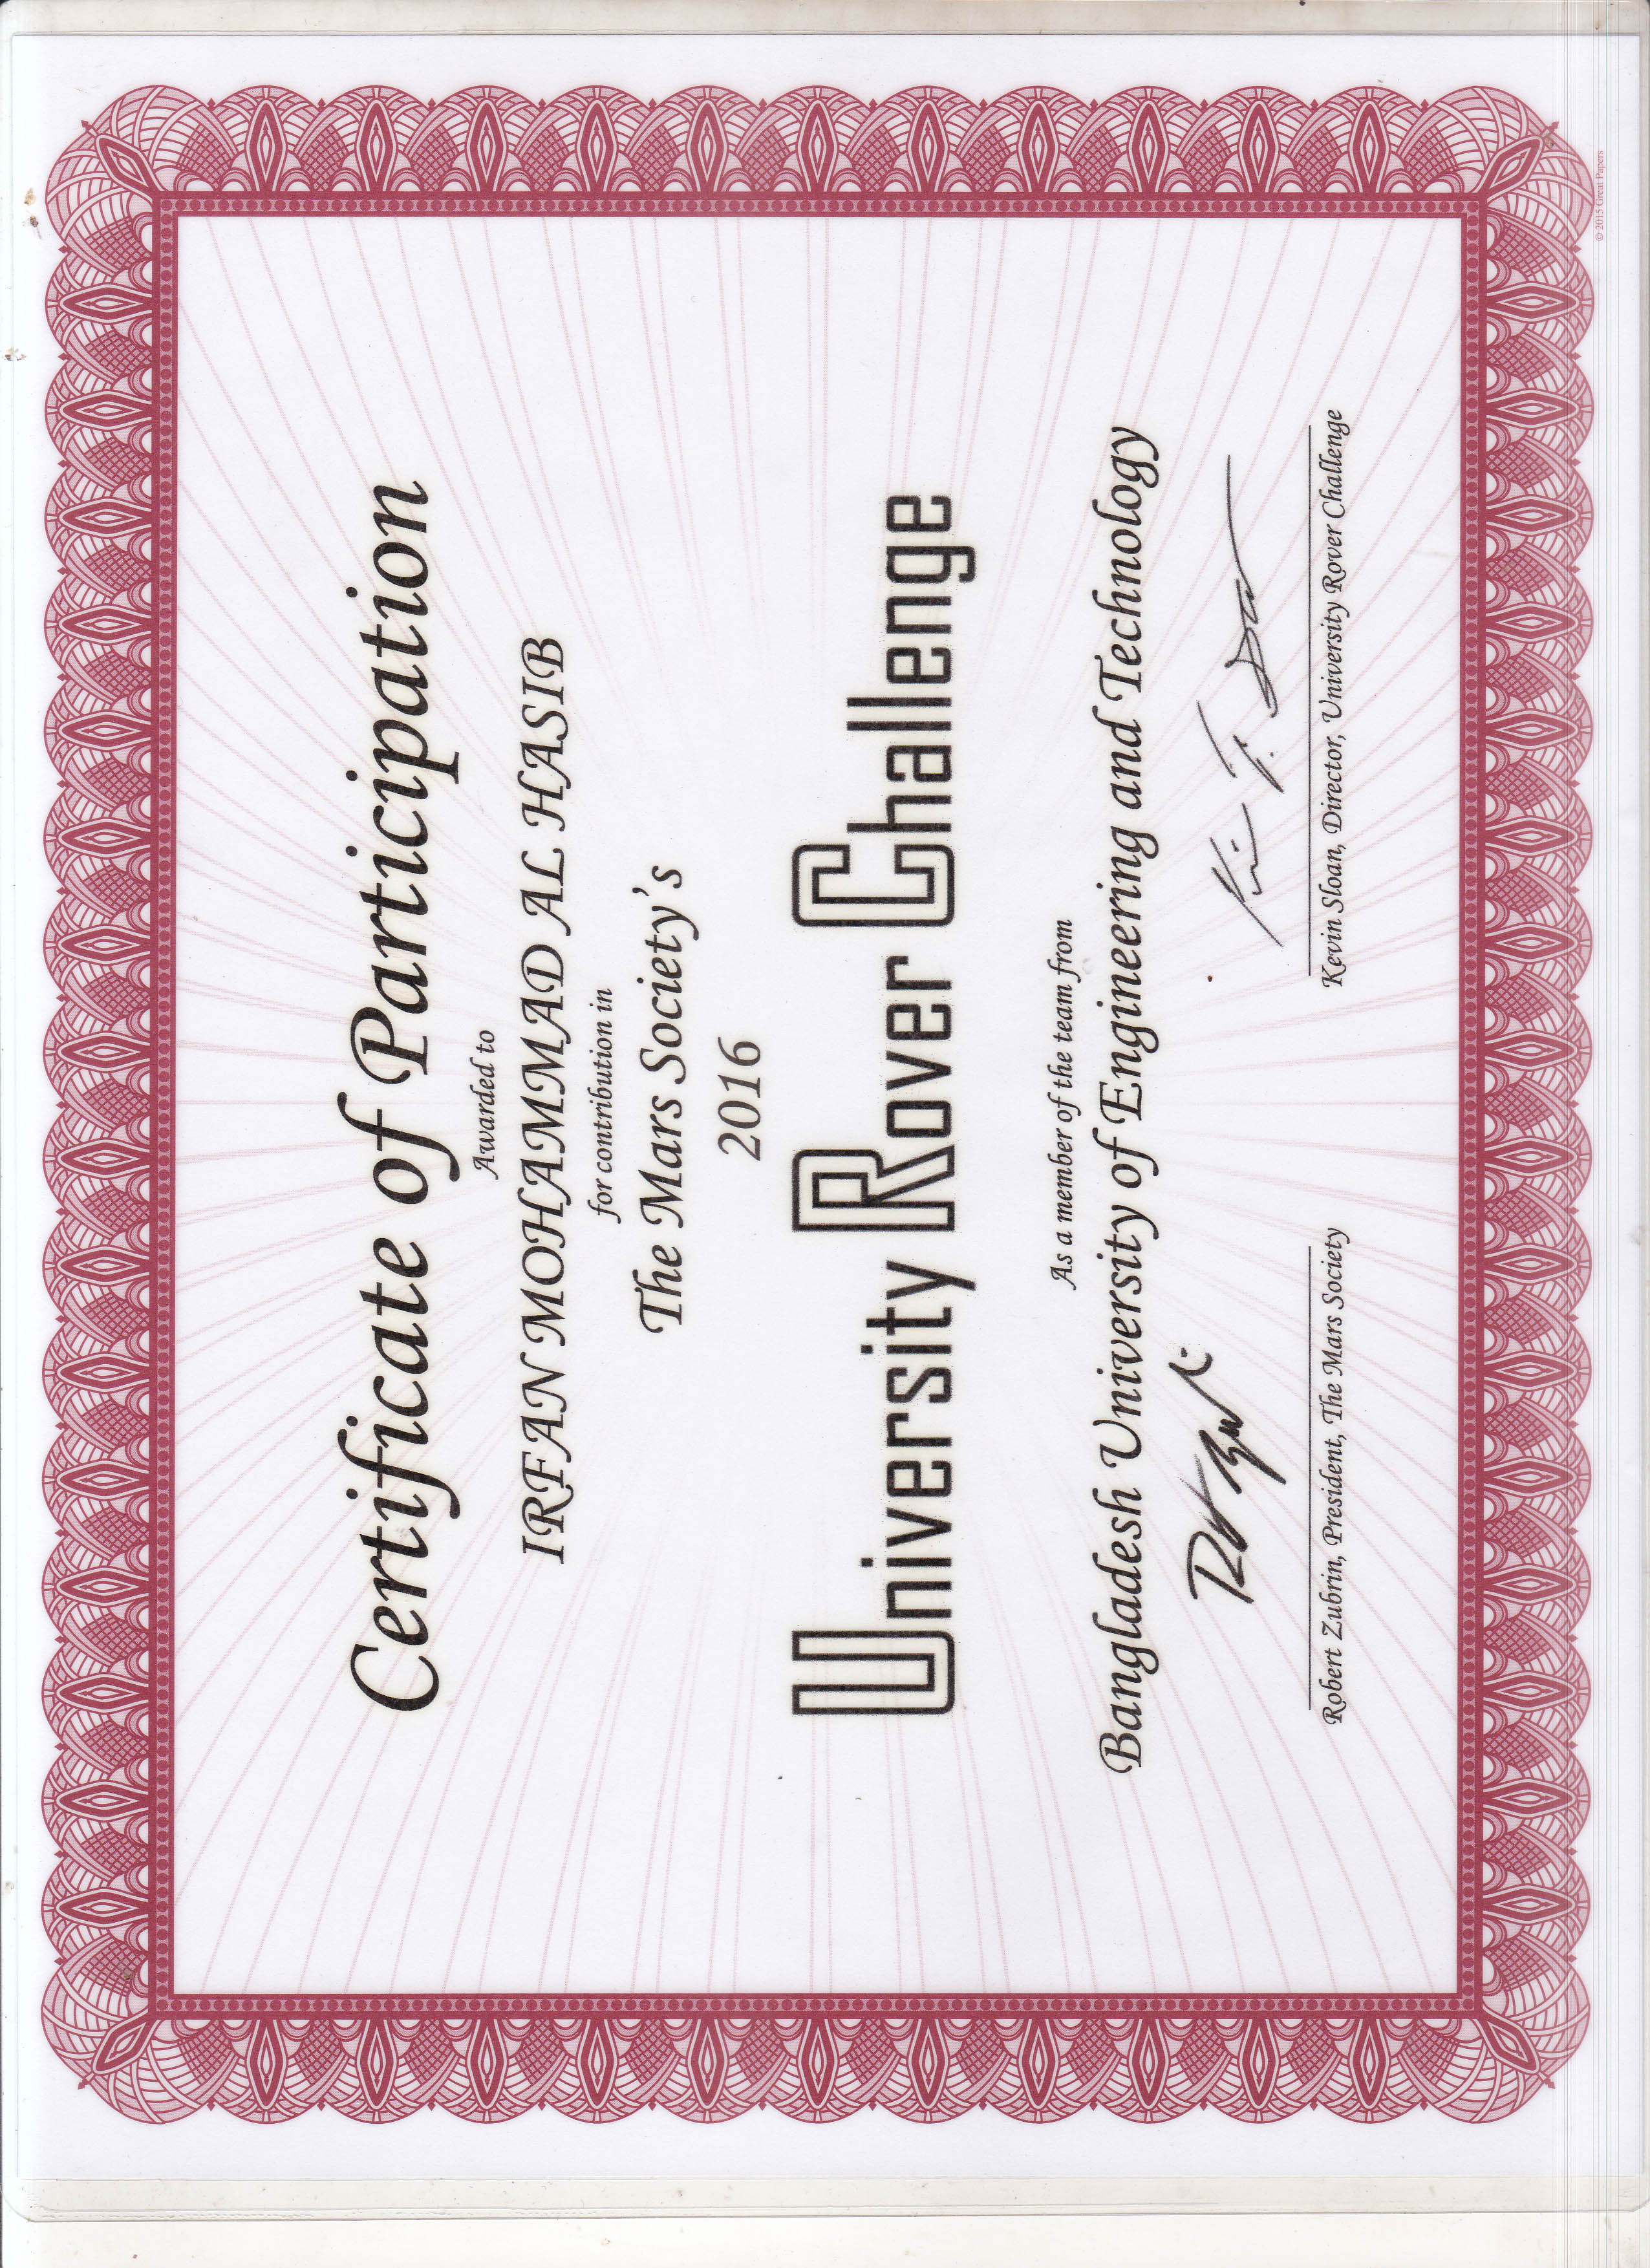 Certificate of Participation
Awarded to
IRFAN MOHAMMAD AL HASIB
for contribution in
The Mars Society's
2016
University Rover Challenge
As a member of the team from
Bangladesh University of Engineering and Technology
Robert Zubrin, President, The Mars Society
Kevin Sloan, Director, University Rover Challenge
© 2015 Great Papers